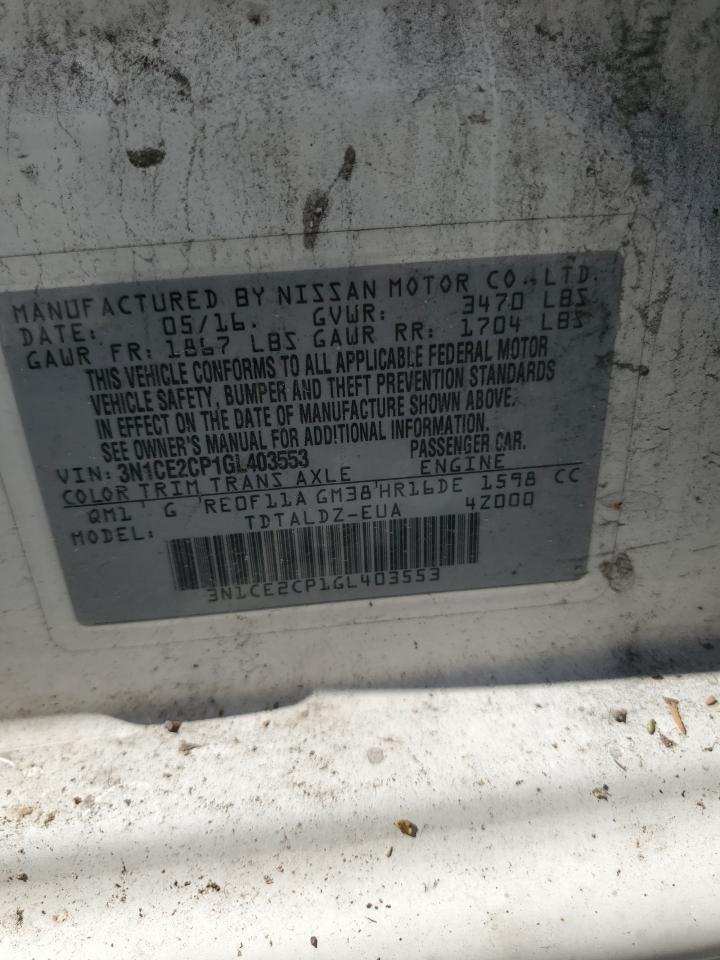 MANUFACTURED BY NISSAN MOTOR CO., LTD.
DATE: 05/16. GVWR: 3470 LBS
GAWR FR: 1867 LBS GAWR RR: 1704 LBS
THIS VEHICLE CONFORMS TO ALL APPLICABLE FEDERAL MOTOR
VEHICLE SAFETY, BUMPER AND THEFT PREVENTION STANDARDS
IN EFFECT ON THE DATE OF MANUFACTURE SHOWN ABOVE.
SEE OWNER'S MANUAL FOR ADDITIONAL INFORMATION.
VIN: 3N1CE2CP1GL403553 PASSENGER CAR.
COLOR TRIM TRANS AXLE ENGINE
QM1 G RE0F11A GM38 HR16DE 1598 CC
MODEL: TDTALDZ-EUA 4Z000
3N1CE2CP1GL403553